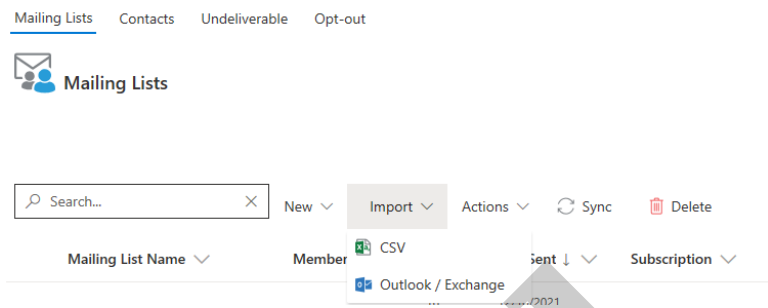 Mailing Lists Contacts Undeliverable Opt-out
Mailing Lists
Search... New Import Actions Sync Delete
CSV
Mailing List Name Member Sent ↓ Subscription
Outlook / Exchange